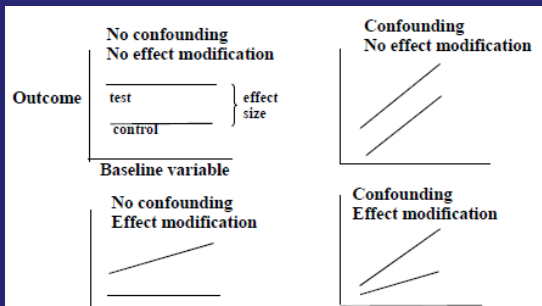 No confounding
No effect modification
Outcome
test
control
effect
size
Baseline variable
Confounding
No effect modification
No confounding
Effect modification
Confounding
Effect modification